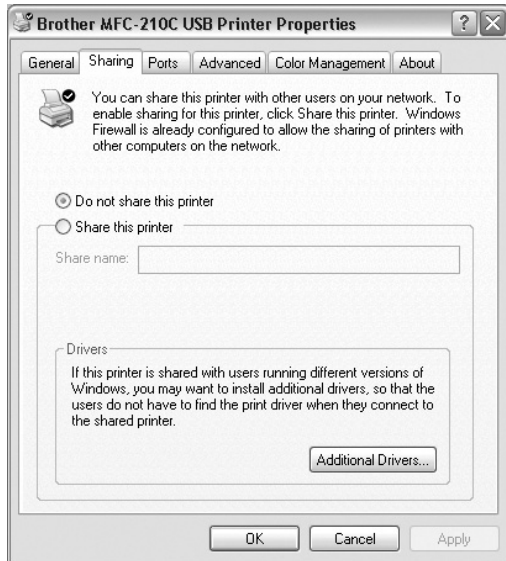 Brother MFC-210C USB Printer Properties
General Sharing Ports Advanced Color Management About
You can share this printer with other users on your network. To
enable sharing for this printer, click Share this printer. Windows
Firewall is already configured to allow the sharing of printers with
other computers on the network.
Do not share this printer
Share this printer
Share name:
Drivers
If this printer is shared with users running different versions of
Windows, you may want to install additional drivers, so that the
users do not have to find the print driver when they connect to
the shared printer.
Additional Drivers...
OK Cancel Apply